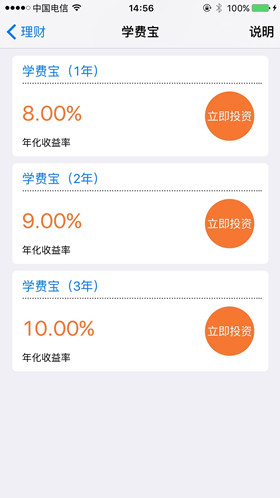 中国电信 14:56 100%
理财 学费宝 说明
学费宝（1年）
8.00%
立即投资
年化收益率
学费宝（2年）
9.00%
立即投资
年化收益率
学费宝（3年）
10.00%
立即投资
年化收益率